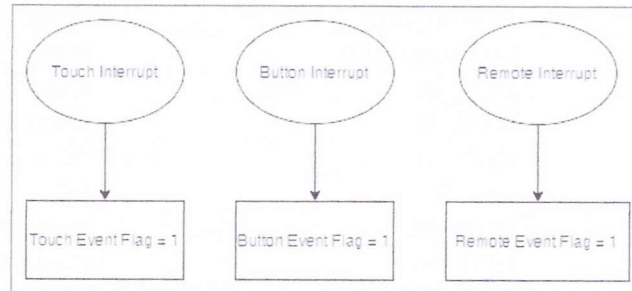 Touch Interrupt
Button Interrupt
Remote Interrupt
Touch Event Flag = 1
Button Event Flag = 1
Remote Event Flag = 1